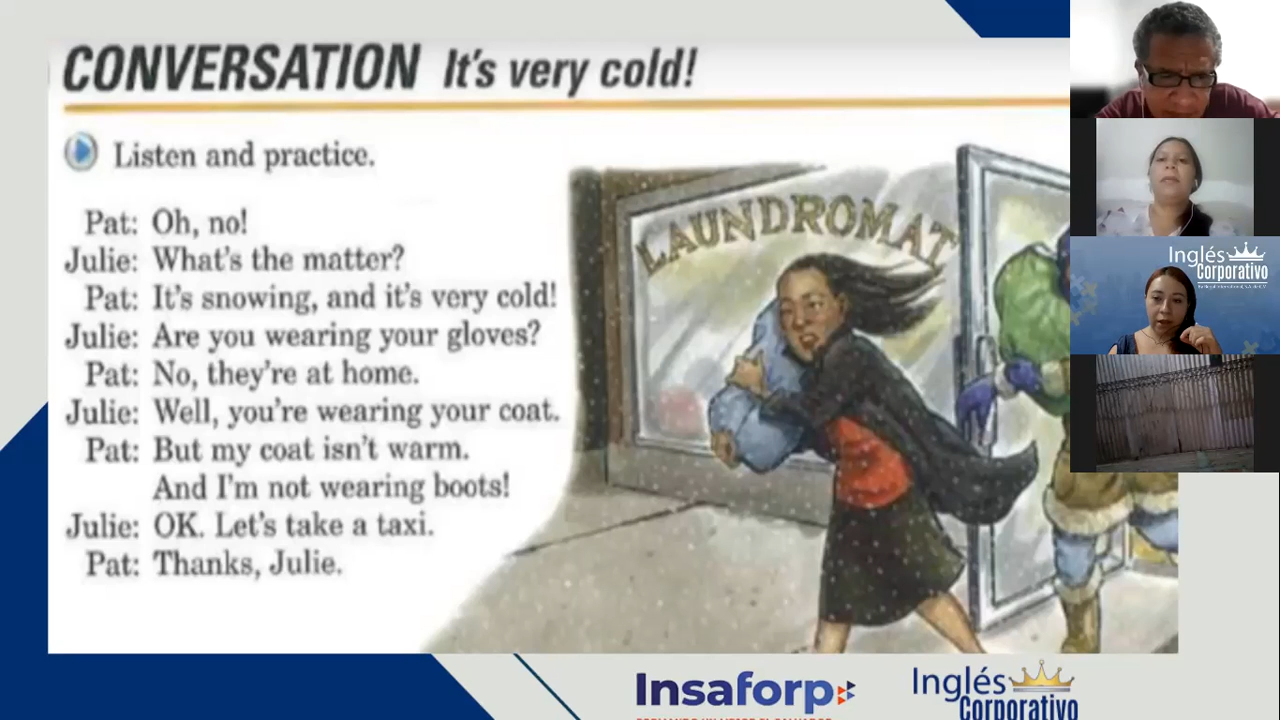 CONVERSATION It's very cold!
Listen and practice.
Pat: Oh, no!
Julie: What's the matter?
Pat: It's snowing, and it's very cold!
Julie: Are you wearing your gloves?
Pat: No, they're at home.
Julie: Well, you're wearing your coat.
Pat: But my coat isn't warm.
And I'm not wearing boots!
Julie: OK. Let's take a taxi.
Pat: Thanks, Julie.
LAUNDROMAT
Inglés
Corporativo
Insaforp
Inglés
Corporativo